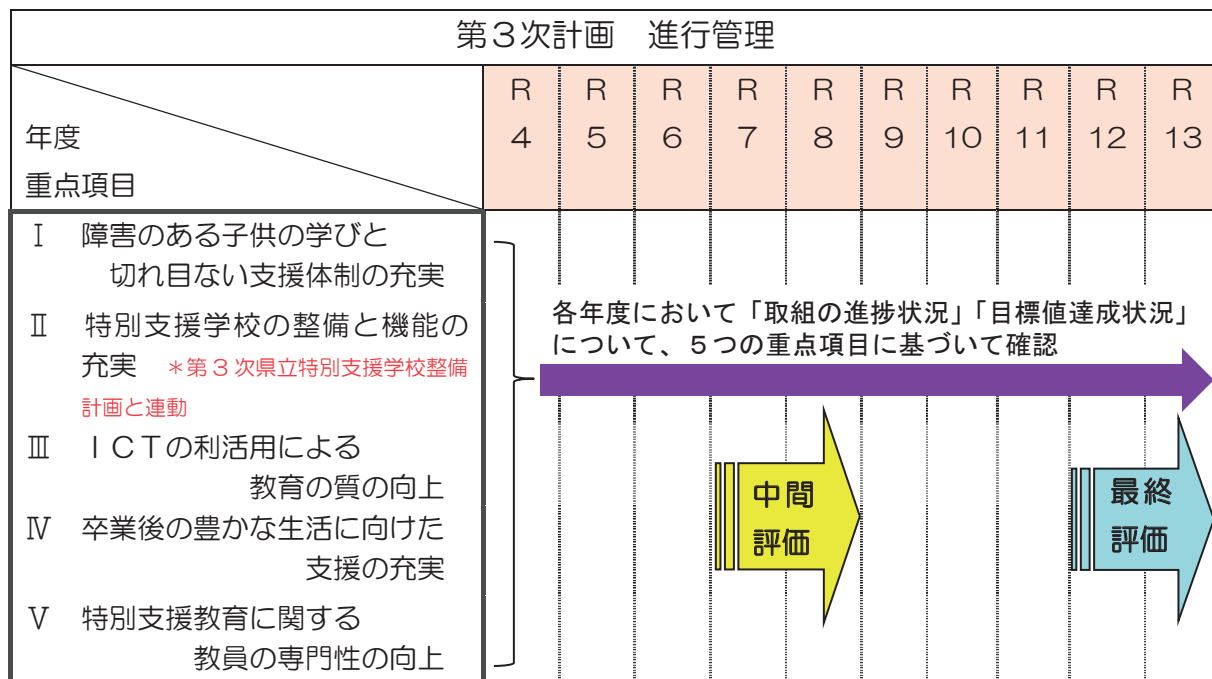 第３次計画　進行管理
年度
重点項目
R R R R R R R R R R
4 5 6 7 8 9 10 11 12 13
Ⅰ　障害のある子供の学びと
切れ目ない支援体制の充実
Ⅱ　特別支援学校の整備と機能の
充実　＊第３次県立特別支援学校整備
計画と連動
Ⅲ　ＩＣＴの利活用による
教育の質の向上
Ⅳ　卒業後の豊かな生活に向けた
支援の充実
Ⅴ　特別支援教育に関する
教員の専門性の向上
各年度において「取組の進捗状況」「目標値達成状況」
について、５つの重点項目に基づいて確認
中間
評価
最終
評価